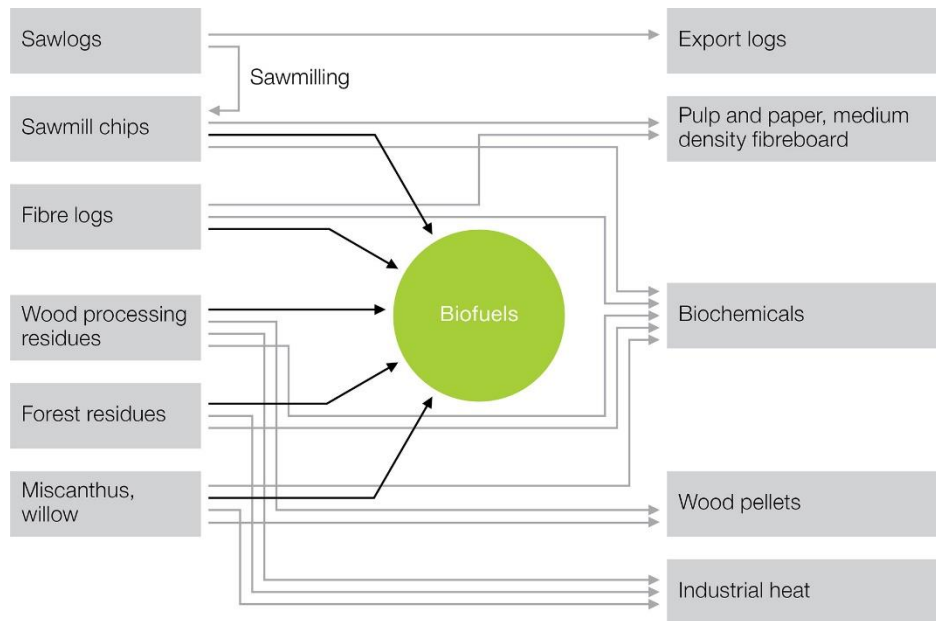 Sawlogs
Export logs
Sawmilling
Sawmill chips
Pulp and paper, medium
density fibreboard
Fibre logs
Wood processing
residues
Biofuels
Biochemicals
Forest residues
Miscanthus,
willow
Wood pellets
Industrial heat